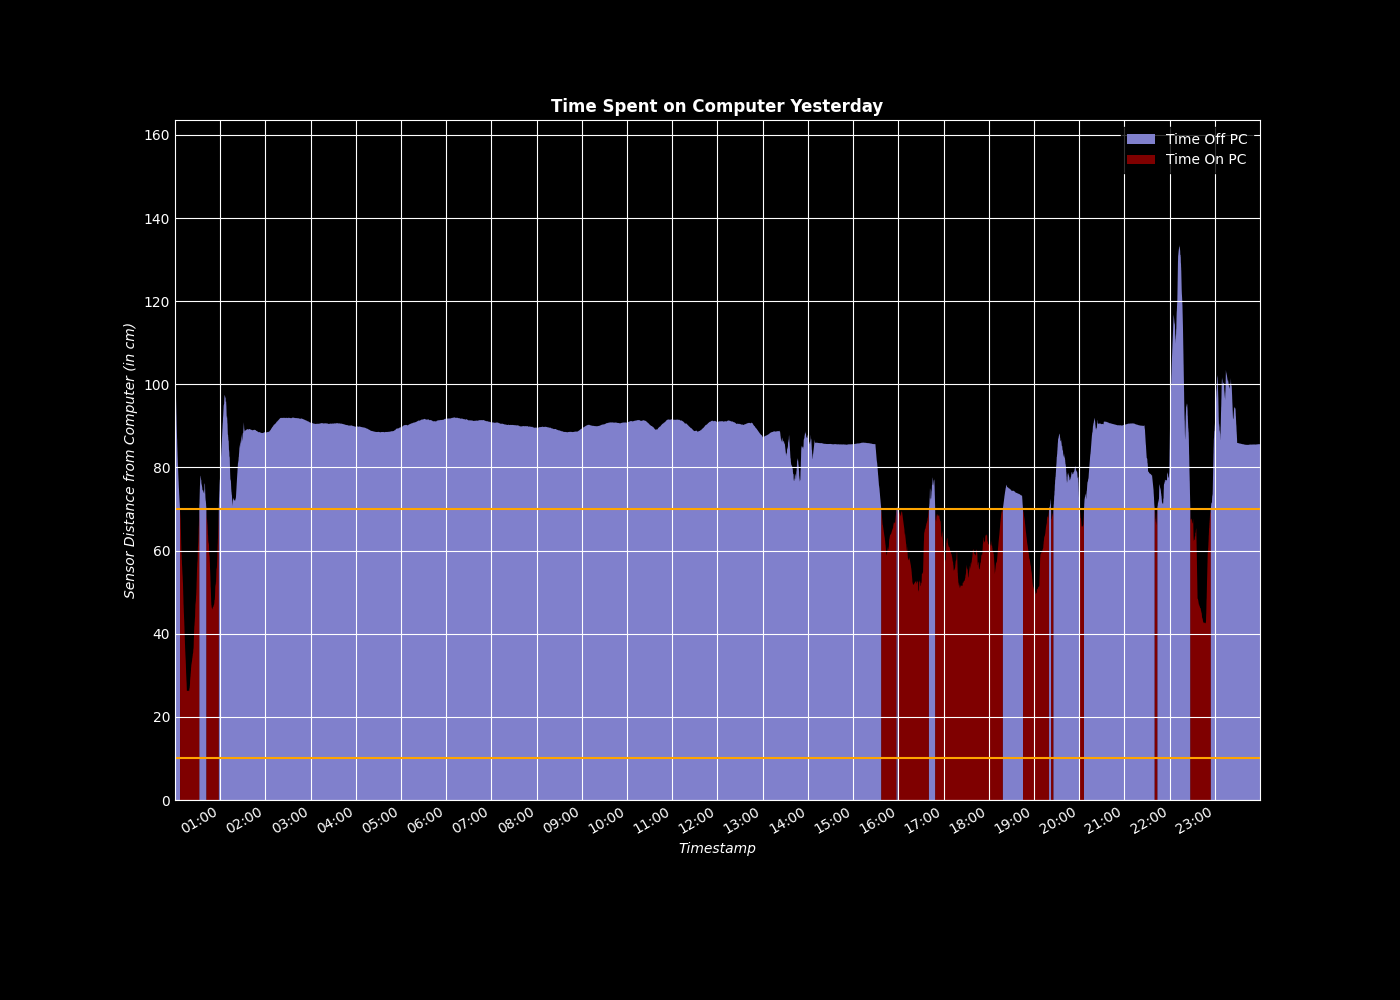 Time Spent on Computer Yesterday
Time Off PC
Time On PC
Sensor Distance from Computer (in cm)
160
140
120
100
80
60
40
20
0
01:00 02:00 03:00 04:00 05:00 06:00 07:00 08:00 09:00 10:00 11:00 12:00 13:00 14:00 15:00 16:00 17:00 18:00 19:00 20:00 21:00 22:00 23:00
Timestamp